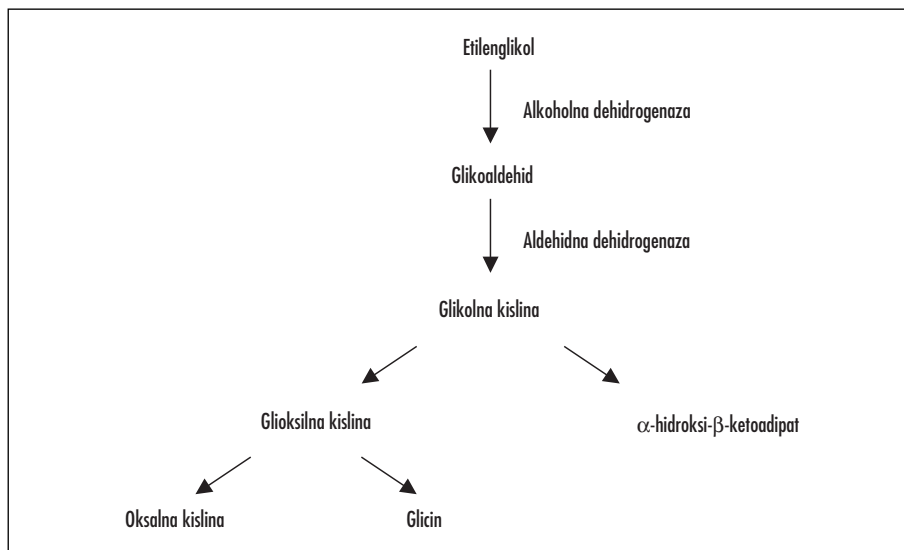 Etilenglikol
Alkoholna dehidrogenaza
Glikoaldehid
Aldehidna dehidrogenaza
Glikolna kislina
Glioksilna kislina
α-hidroksi-β-ketoadipat
Oksalna kislina
Glicin